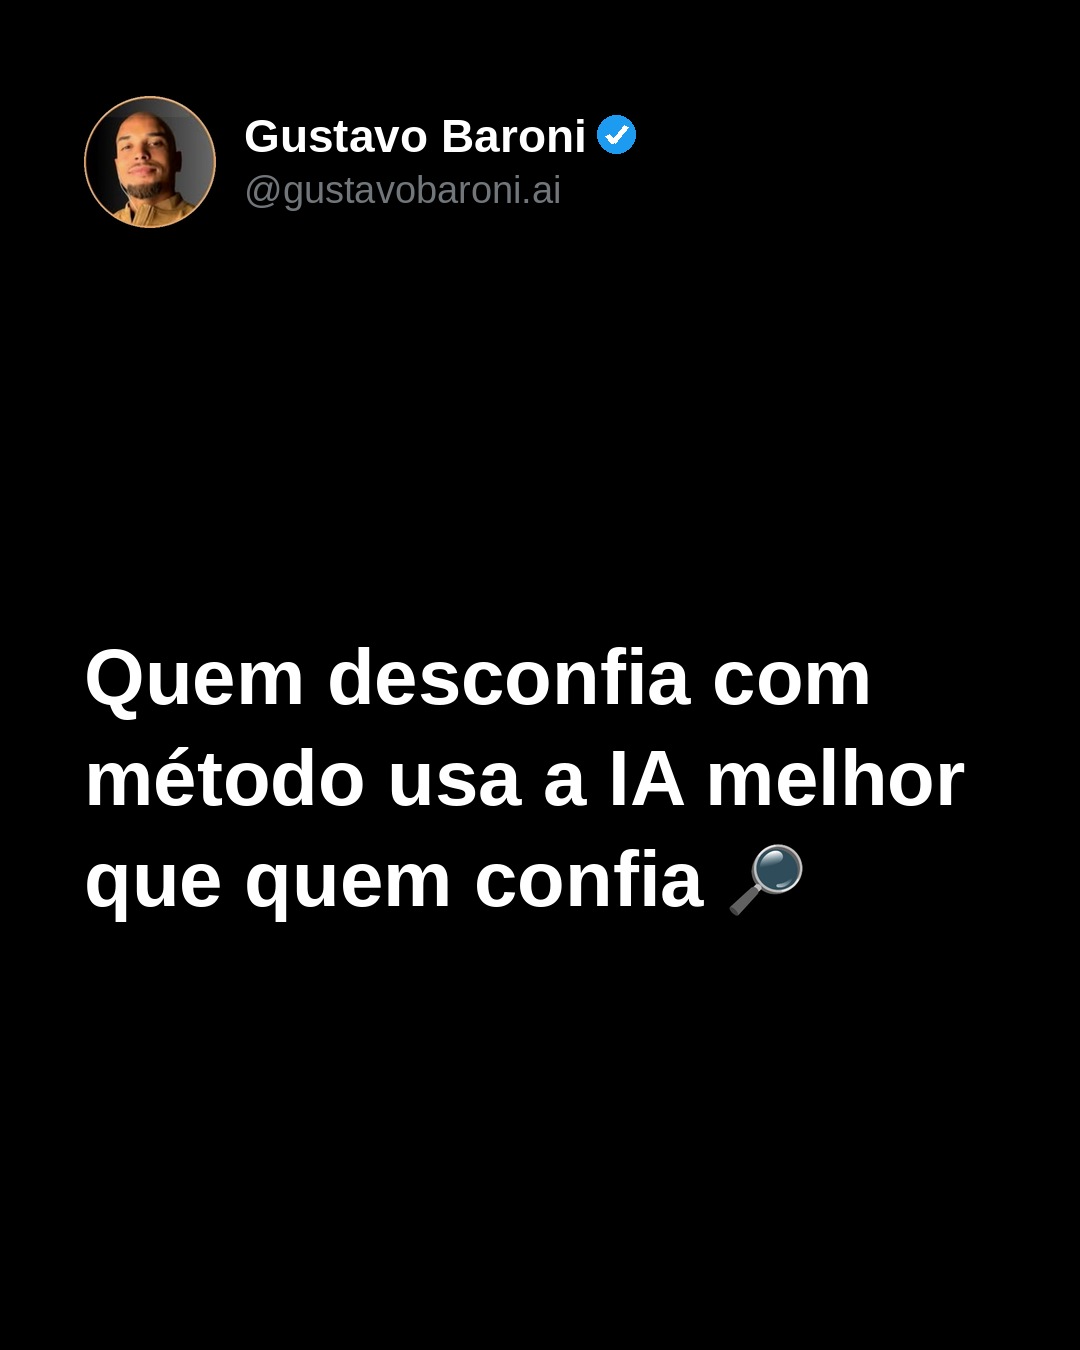 Gustavo Baroni
@gustavobaroni.ai
Quem desconfia com
método usa a IA melhor
que quem confia 🔎